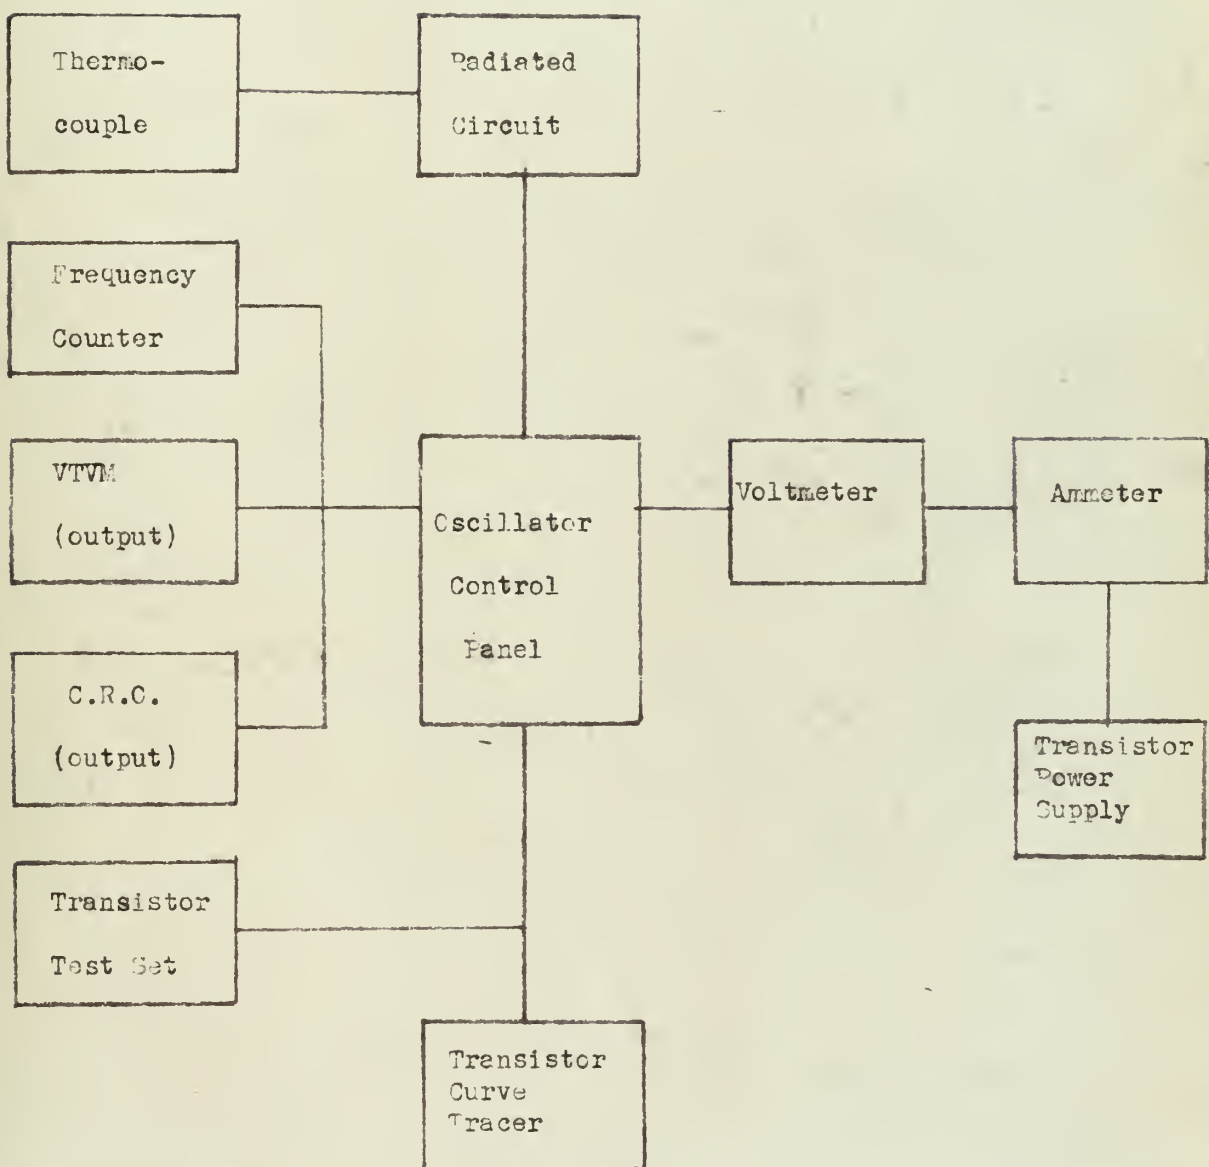 Thermo-
couple
Radiated
Circuit
Frequency
Counter
VTVM
(output)
C.R.O.
(output)
Oscillator
Control
Panel
Voltmeter
Ammeter
Transistor
Power
Supply
Transistor
Test Set
Transistor
Curve
Tracer